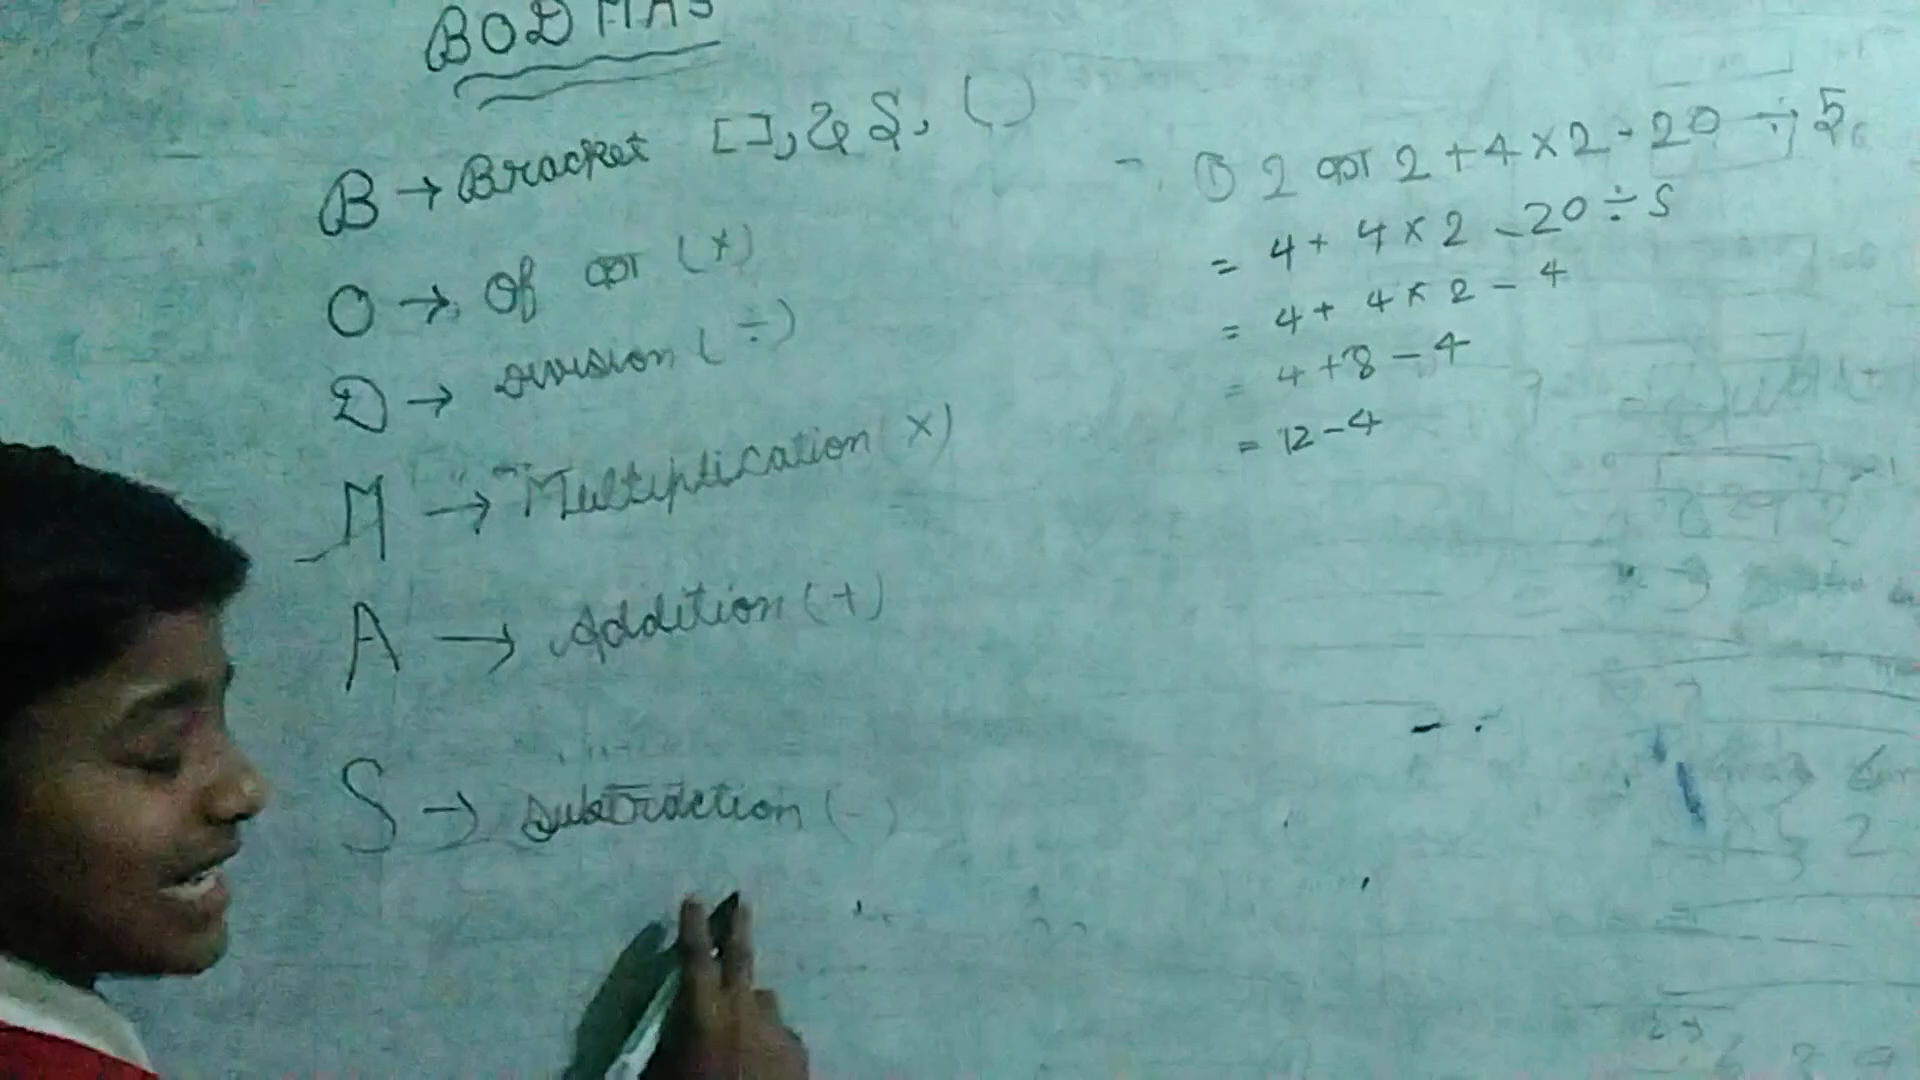 BODMAS
B → Bracket [ ], { }, ( )
O → Of का (×)
D → Division (÷)
M → Multiplication (×)
A → Addition (+)
S → Subtraction (-)
① 2 का 2 + 4 × 2 - 20 ÷ 5
= 4 + 4 × 2 - 20 ÷ 5
= 4 + 4 × 2 - 4
= 4 + 8 - 4
= 12 - 4